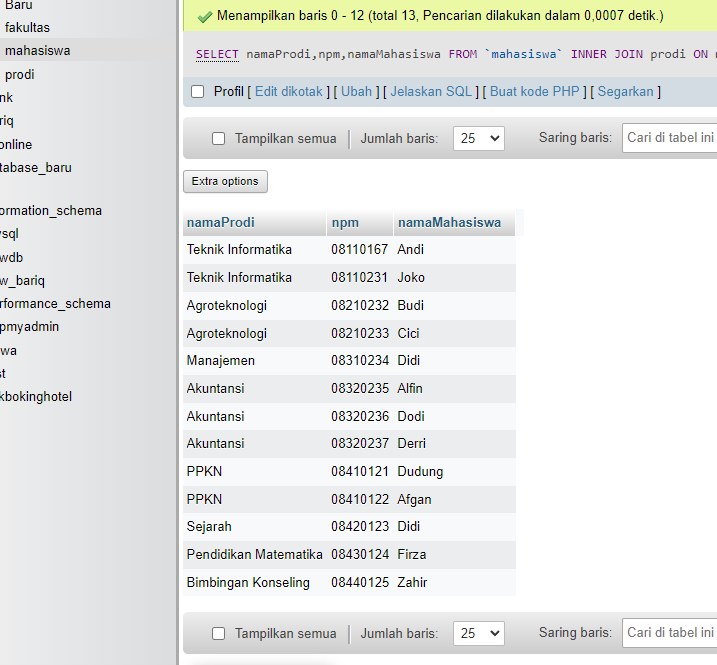 Baru
fakultas
mahasiswa
prodi
nk
riq
online
tabase_baru
ormation_schema
sql
wdb
w_bariq
rformance_schema
pmyadmin
wa
t
kbokinghotel
Menampilkan baris 0 - 12 (total 13, Pencarian dilakukan dalam 0,0007 detik.)
SELECT namaProdi,npm,namaMahasiswa FROM `mahasiswa` INNER JOIN prodi ON
Profil [ Edit dikotak ] [ Ubah ] [ Jelaskan SQL ] [ Buat kode PHP ] [ Segarkan ]
Tampilkan semua Jumlah baris: 25 Saring baris: Cari di tabel ini
Extra options
namaProdi npm namaMahasiswa
Teknik Informatika 08110167 Andi
Teknik Informatika 08110231 Joko
Agroteknologi 08210232 Budi
Agroteknologi 08210233 Cici
Manajemen 08310234 Didi
Akuntansi 08320235 Alfin
Akuntansi 08320236 Dodi
Akuntansi 08320237 Derri
PPKN 08410121 Dudung
PPKN 08410122 Afgan
Sejarah 08420123 Didi
Pendidikan Matematika 08430124 Firza
Bimbingan Konseling 08440125 Zahir
Tampilkan semua Jumlah baris: 25 Saring baris: Cari di tabel ini